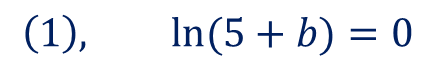 (1), ln(5 + b) = 0